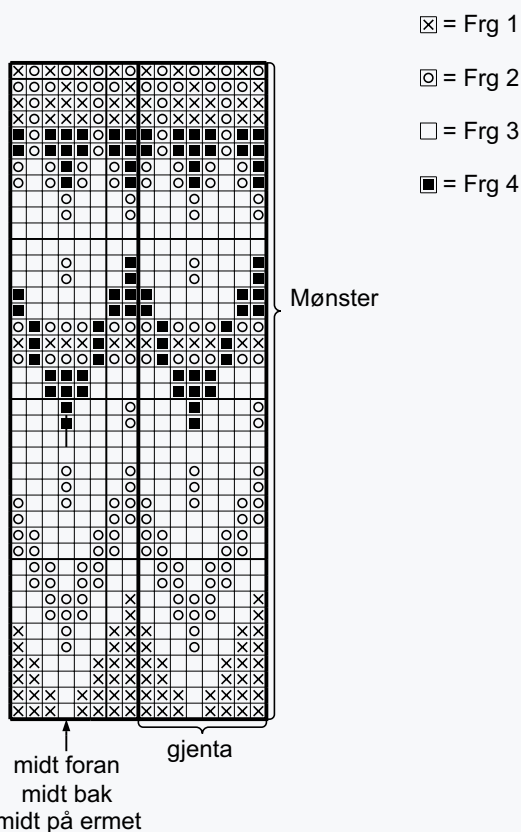 = Frg 1
= Frg 2
= Frg 3
= Frg 4
Mønster
gjenta
midt foran
midt bak
midt på ermet